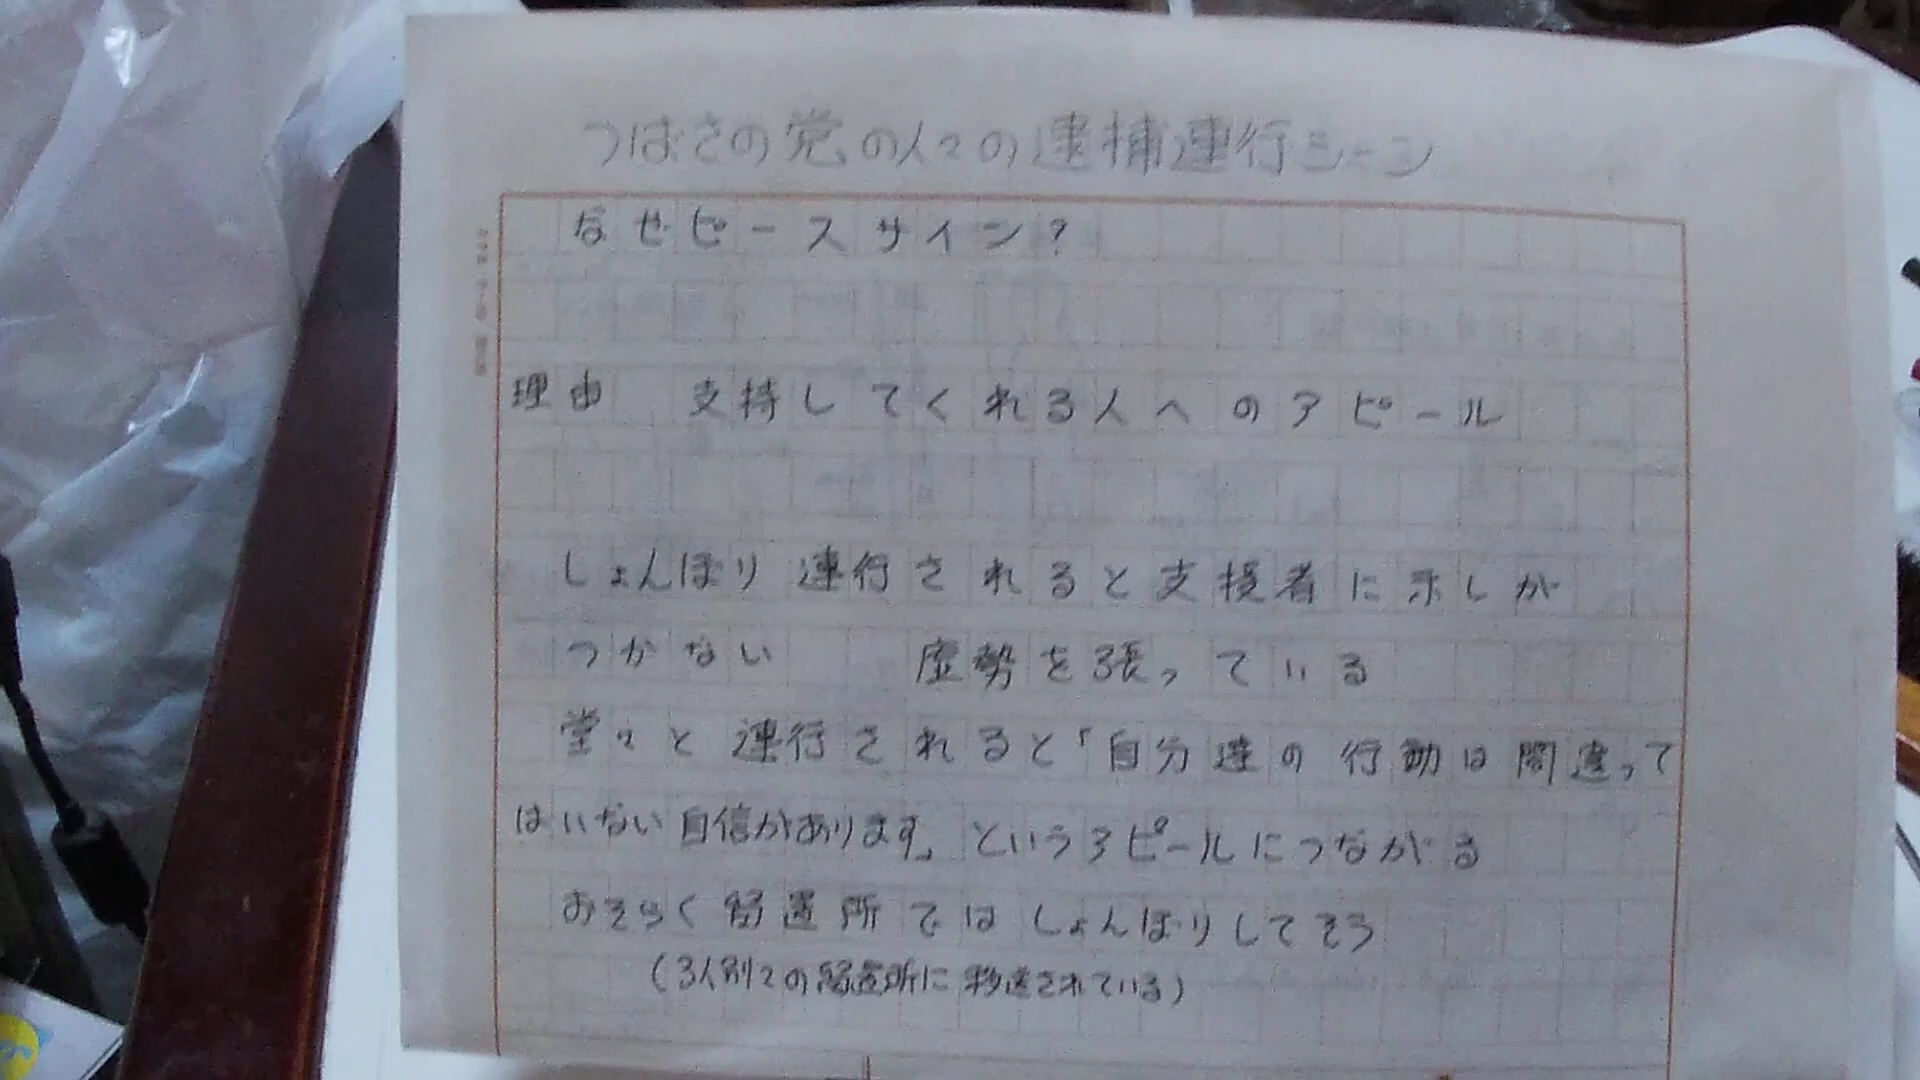 つばさの党の人々の逮捕連行シーン
なぜピースサイン?
理由 支持してくれる人へのアピール
しょんぼり連行されると支援者に示しが
つかない 虚勢を張っている
堂々と連行されると「自分達の行動は間違って
はいない自信があります」というアピールにつながる
おそらく留置所ではしょんぼりしてそう
(3人別々の留置所に移送されている)